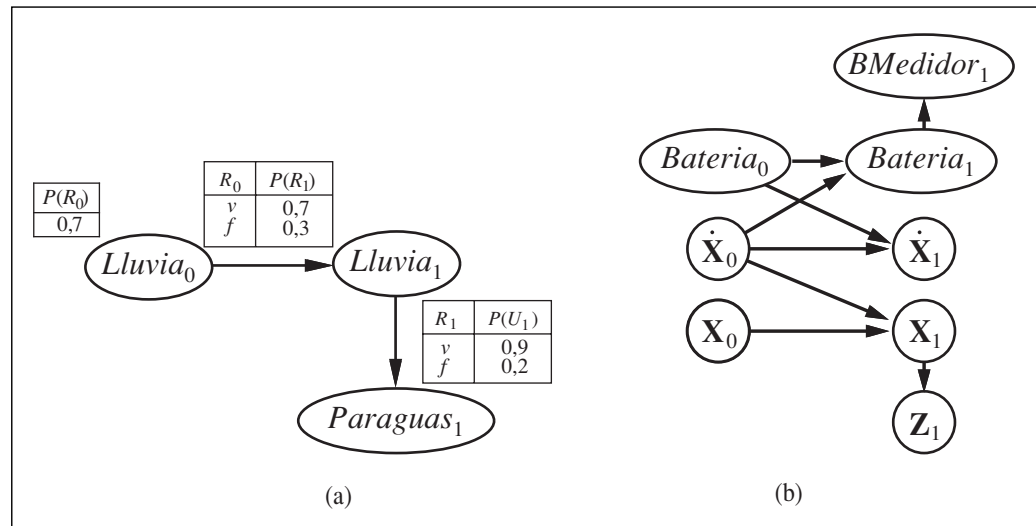 P(R0)
0,7
R0 P(R1)
v 0,7
f 0,3
Lluvia0
Lluvia1
R1 P(U1)
v 0,9
f 0,2
Paraguas1
(a)
BMedidor1
Bateria0
Bateria1
Ẋ0
Ẋ1
X0
X1
Z1
(b)